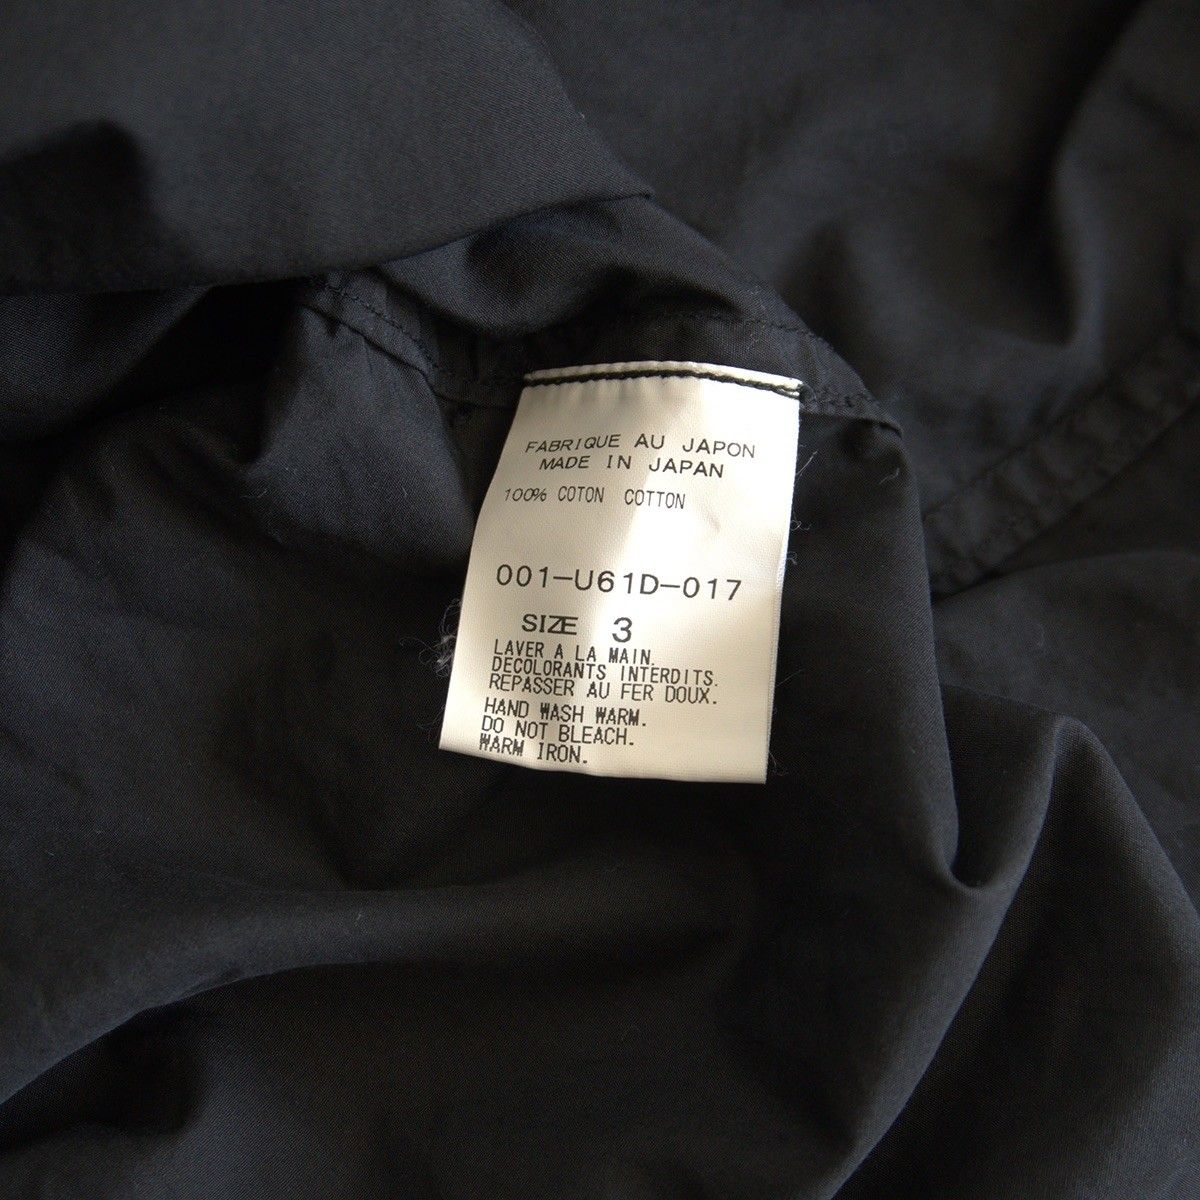 FABRIQUE AU JAPON
MADE IN JAPAN
100% COTON COTTON
001-U61D-017
SIZE 3
LAVER A LA MAIN.
DECOLORANTS INTERDITS.
REPASSER AU FER DOUX.
HAND WASH WARM.
DO NOT BLEACH.
WARM IRON.